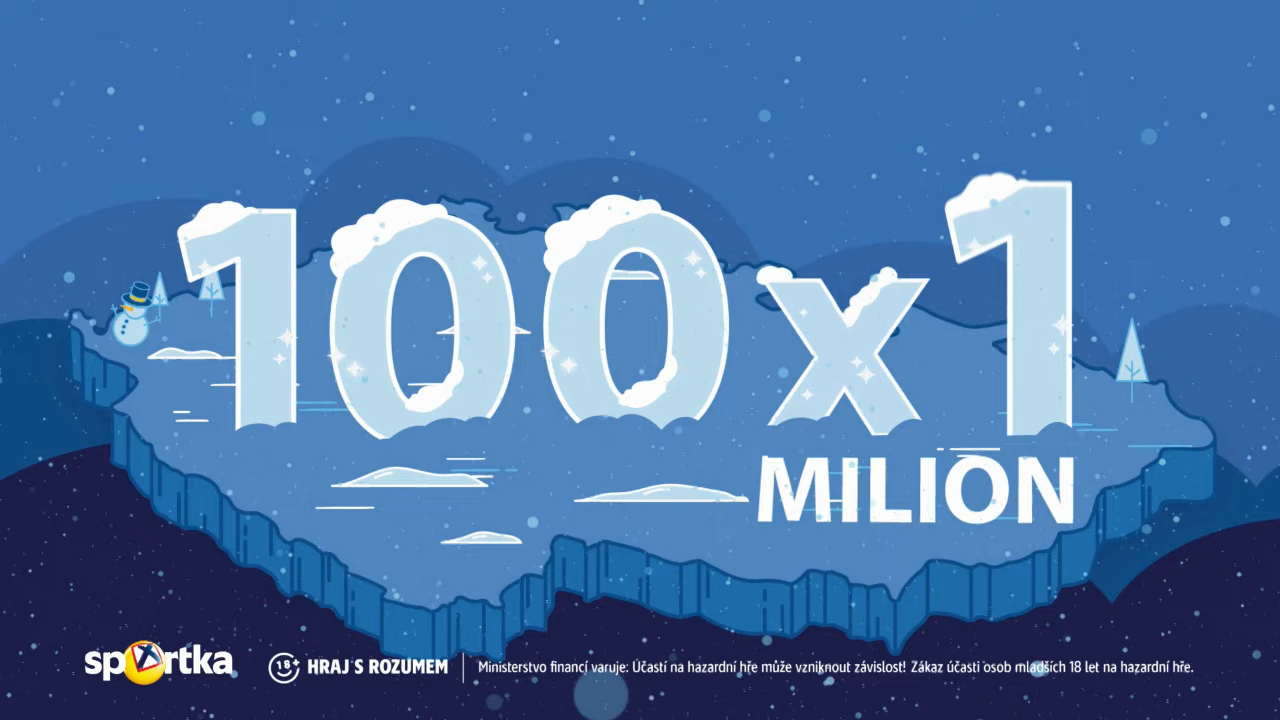 100x1
MILION
sportka
18+ HRAJ S ROZUMEM
Ministerstvo financí varuje: Účastí na hazardní hře může vzniknout závislost! Zákaz účasti osob mladších 18 let na hazardní hře.